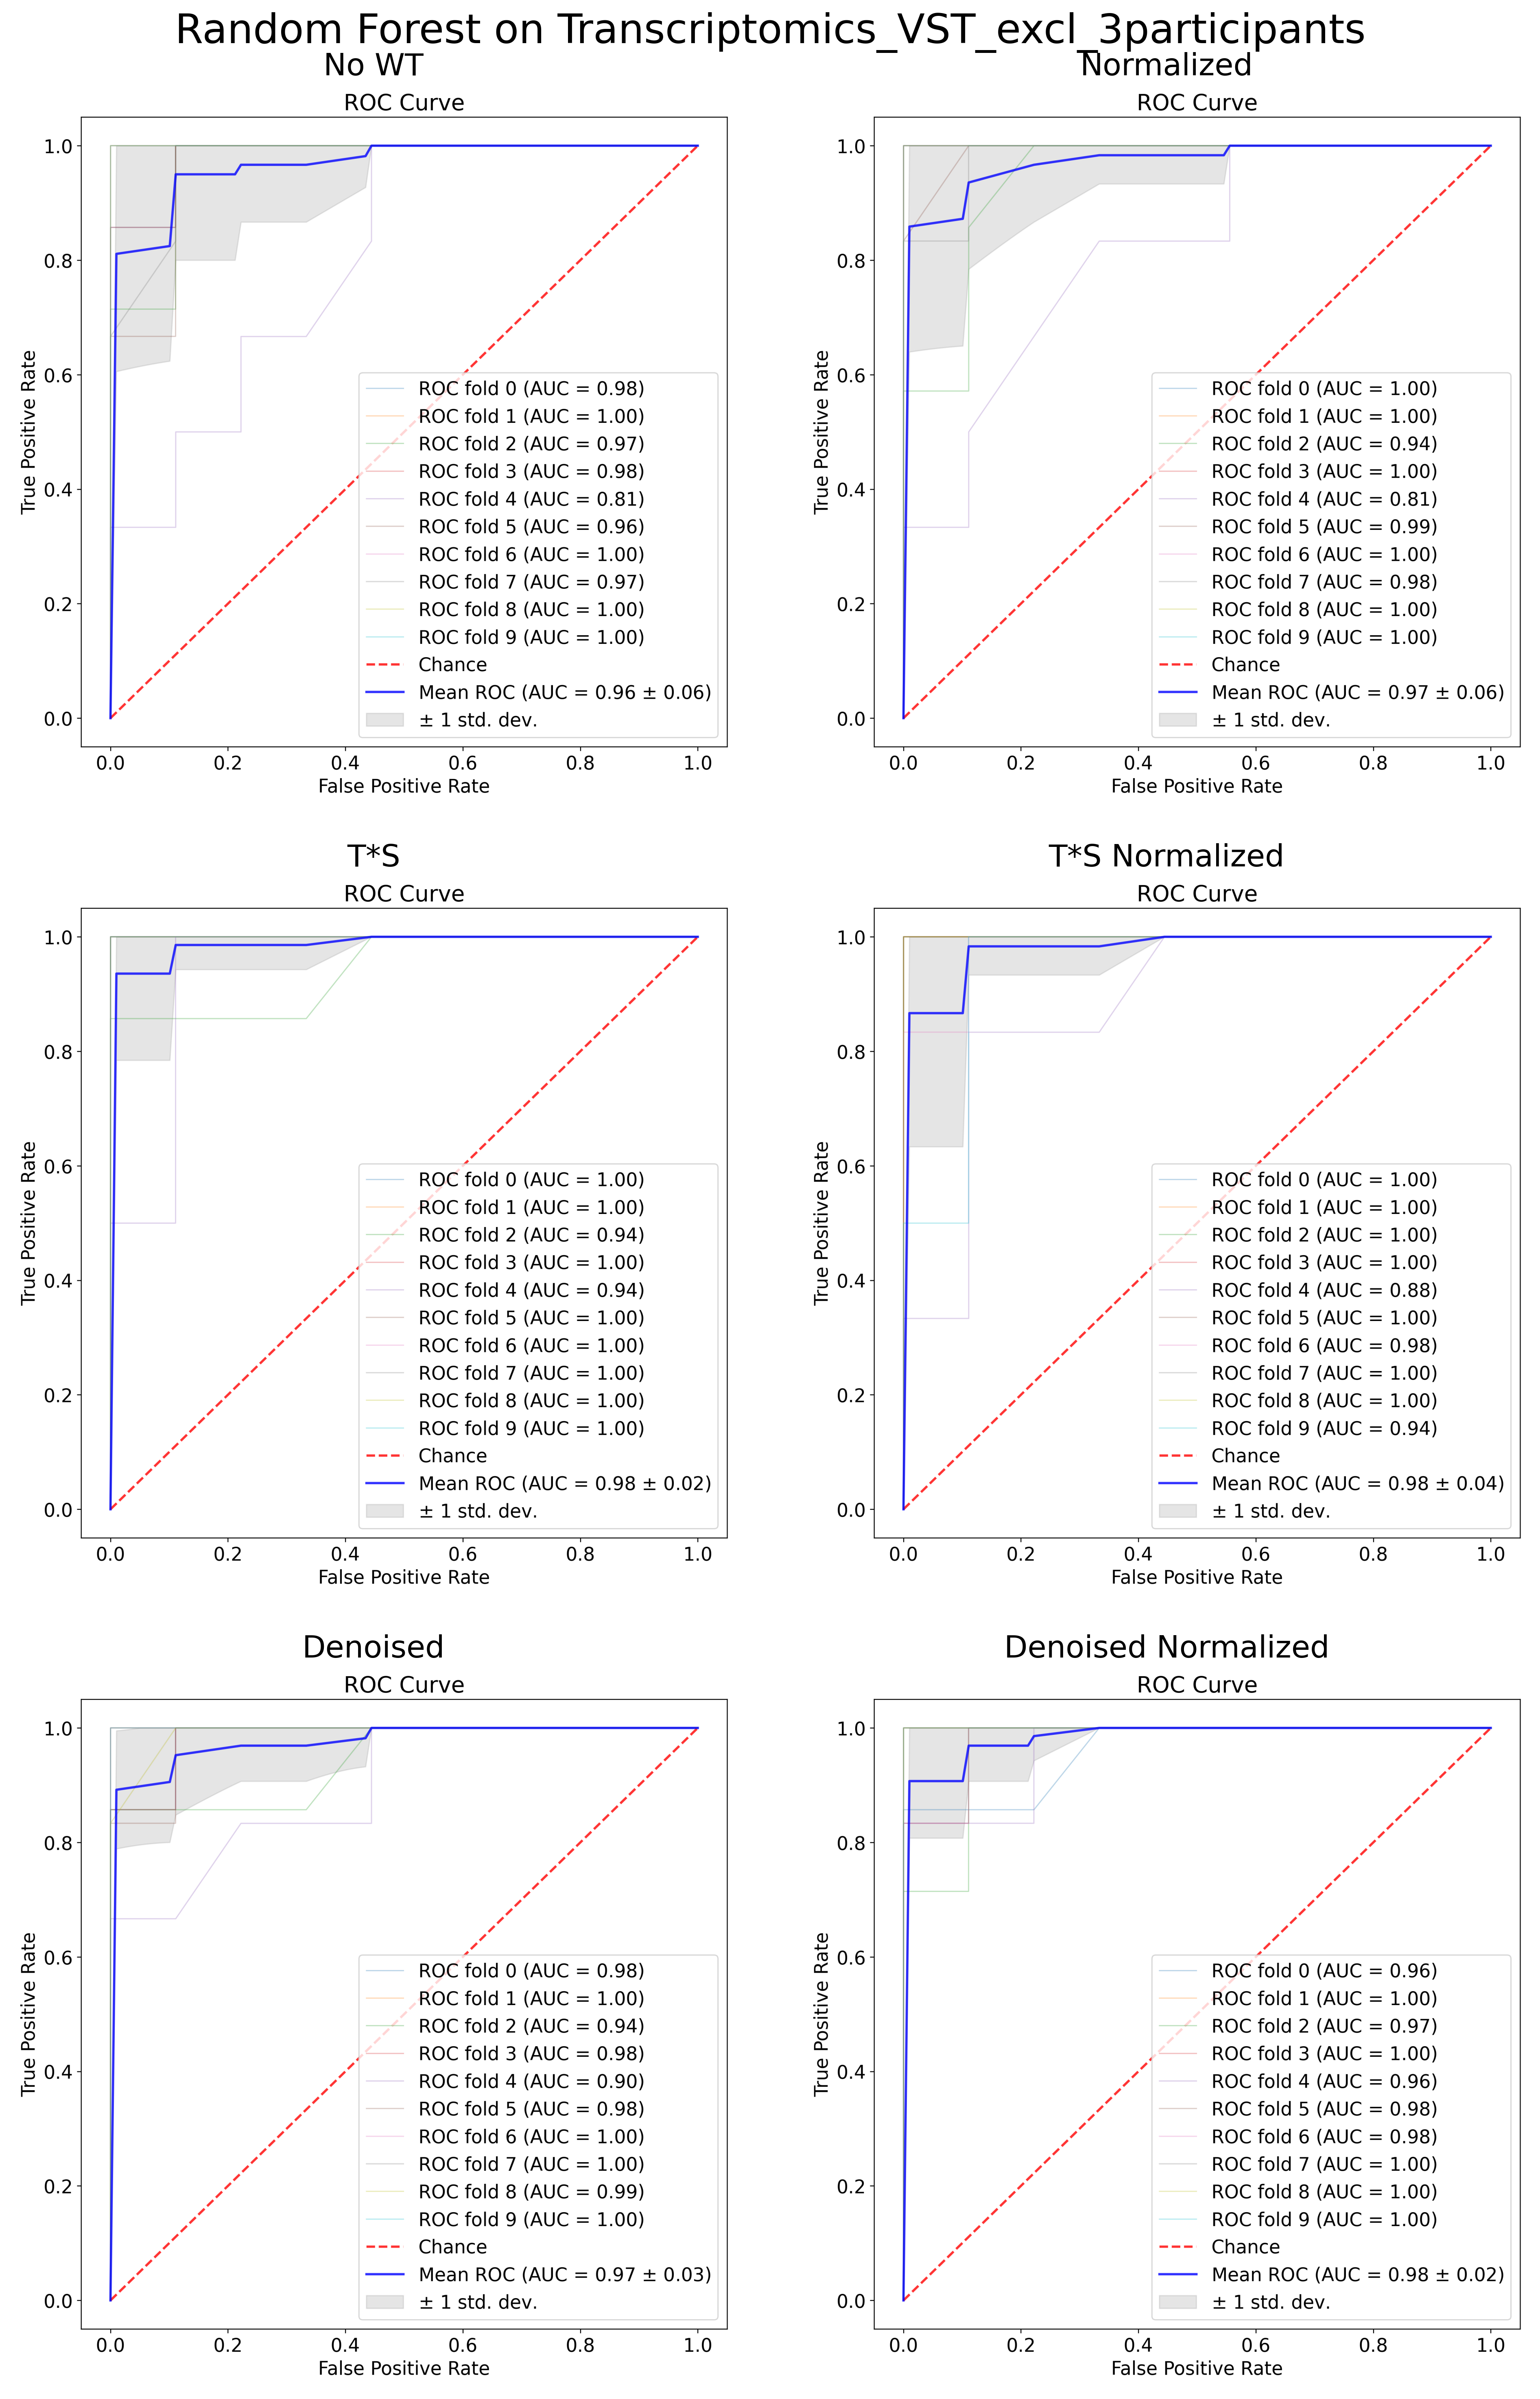 Random Forest on Transcriptomics_VST_excl_3participants
No WT
ROC Curve
True Positive Rate
1.0
0.8
0.6
0.4
0.2
0.0
ROC fold 0 (AUC = 0.98)
ROC fold 1 (AUC = 1.00)
ROC fold 2 (AUC = 0.97)
ROC fold 3 (AUC = 0.98)
ROC fold 4 (AUC = 0.81)
ROC fold 5 (AUC = 0.96)
ROC fold 6 (AUC = 1.00)
ROC fold 7 (AUC = 0.97)
ROC fold 8 (AUC = 1.00)
ROC fold 9 (AUC = 1.00)
Chance
Mean ROC (AUC = 0.96 ± 0.06)
± 1 std. dev.
0.0 0.2 0.4 0.6 0.8 1.0
False Positive Rate
Normalized
ROC Curve
True Positive Rate
1.0
0.8
0.6
0.4
0.2
0.0
ROC fold 0 (AUC = 1.00)
ROC fold 1 (AUC = 1.00)
ROC fold 2 (AUC = 0.94)
ROC fold 3 (AUC = 1.00)
ROC fold 4 (AUC = 0.81)
ROC fold 5 (AUC = 0.99)
ROC fold 6 (AUC = 1.00)
ROC fold 7 (AUC = 0.98)
ROC fold 8 (AUC = 1.00)
ROC fold 9 (AUC = 1.00)
Chance
Mean ROC (AUC = 0.97 ± 0.06)
± 1 std. dev.
0.0 0.2 0.4 0.6 0.8 1.0
False Positive Rate
T*S
ROC Curve
True Positive Rate
1.0
0.8
0.6
0.4
0.2
0.0
ROC fold 0 (AUC = 1.00)
ROC fold 1 (AUC = 1.00)
ROC fold 2 (AUC = 0.94)
ROC fold 3 (AUC = 1.00)
ROC fold 4 (AUC = 0.94)
ROC fold 5 (AUC = 1.00)
ROC fold 6 (AUC = 1.00)
ROC fold 7 (AUC = 1.00)
ROC fold 8 (AUC = 1.00)
ROC fold 9 (AUC = 1.00)
Chance
Mean ROC (AUC = 0.98 ± 0.02)
± 1 std. dev.
0.0 0.2 0.4 0.6 0.8 1.0
False Positive Rate
T*S Normalized
ROC Curve
True Positive Rate
1.0
0.8
0.6
0.4
0.2
0.0
ROC fold 0 (AUC = 1.00)
ROC fold 1 (AUC = 1.00)
ROC fold 2 (AUC = 1.00)
ROC fold 3 (AUC = 1.00)
ROC fold 4 (AUC = 0.88)
ROC fold 5 (AUC = 1.00)
ROC fold 6 (AUC = 0.98)
ROC fold 7 (AUC = 1.00)
ROC fold 8 (AUC = 1.00)
ROC fold 9 (AUC = 0.94)
Chance
Mean ROC (AUC = 0.98 ± 0.04)
± 1 std. dev.
0.0 0.2 0.4 0.6 0.8 1.0
False Positive Rate
Denoised
ROC Curve
True Positive Rate
1.0
0.8
0.6
0.4
0.2
0.0
ROC fold 0 (AUC = 0.98)
ROC fold 1 (AUC = 1.00)
ROC fold 2 (AUC = 0.94)
ROC fold 3 (AUC = 0.98)
ROC fold 4 (AUC = 0.90)
ROC fold 5 (AUC = 0.98)
ROC fold 6 (AUC = 1.00)
ROC fold 7 (AUC = 1.00)
ROC fold 8 (AUC = 0.99)
ROC fold 9 (AUC = 1.00)
Chance
Mean ROC (AUC = 0.97 ± 0.03)
± 1 std. dev.
0.0 0.2 0.4 0.6 0.8 1.0
False Positive Rate
Denoised Normalized
ROC Curve
True Positive Rate
1.0
0.8
0.6
0.4
0.2
0.0
ROC fold 0 (AUC = 0.96)
ROC fold 1 (AUC = 1.00)
ROC fold 2 (AUC = 0.97)
ROC fold 3 (AUC = 1.00)
ROC fold 4 (AUC = 0.96)
ROC fold 5 (AUC = 0.98)
ROC fold 6 (AUC = 0.98)
ROC fold 7 (AUC = 1.00)
ROC fold 8 (AUC = 1.00)
ROC fold 9 (AUC = 1.00)
Chance
Mean ROC (AUC = 0.98 ± 0.02)
± 1 std. dev.
0.0 0.2 0.4 0.6 0.8 1.0
False Positive Rate